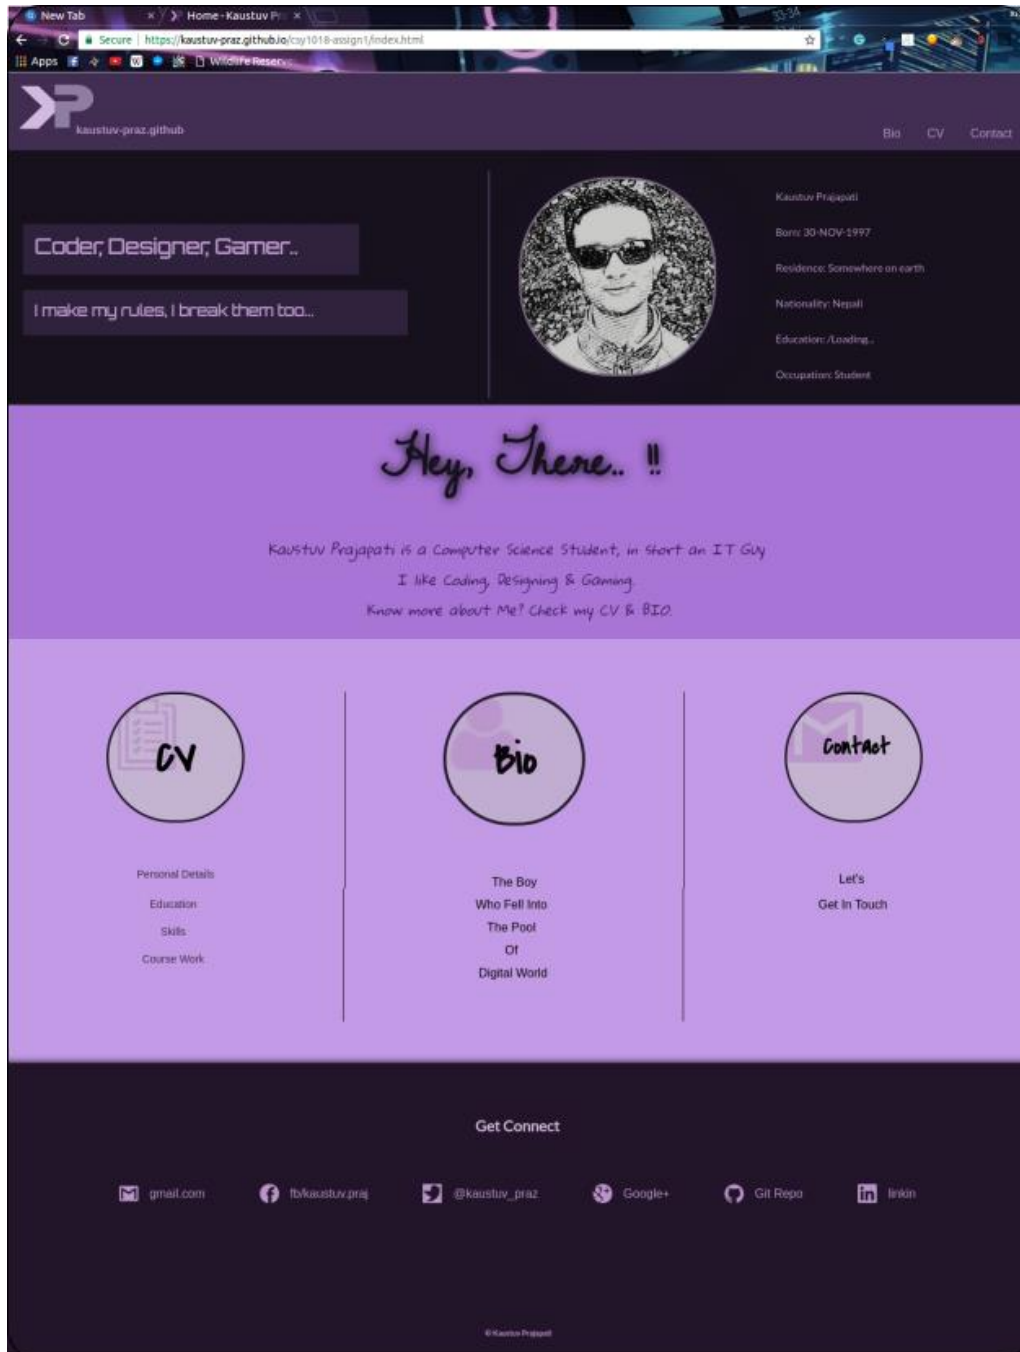 New Tab
Home - Kaustuv Pr
Secure
https://kaustuv-praz.github.io/csy1018-assign1/index.html
Apps
Wildlife Reserve
KP
kaustuv-praz.github
Bio
CV
Contact
Coder, Designer, Gamer..
I make my rules, I break them too...
Kaustuv Prajapati
Born: 30-NOV-1997
Residence: Somewhere on earth
Nationality: Nepali
Education: /Loading..
Occupation: Student
Hey, There.. !!
Kaustuv Prajapati is a Computer Science Student, in short an IT Guy
I like Coding, Designing & Gaming.
Know more about Me? Check my CV & BIO.
CV
Bio
Contact
Personal Details
Education
Skills
Course Work
The Boy
Who Fell Into
The Pool
Of
Digital World
Let's
Get In Touch
Get Connect
gmail.com
fb/kaustuv.praj
@kaustuv_praz
Google+
Git Repo
linkin
© Kaustuv Prajapati